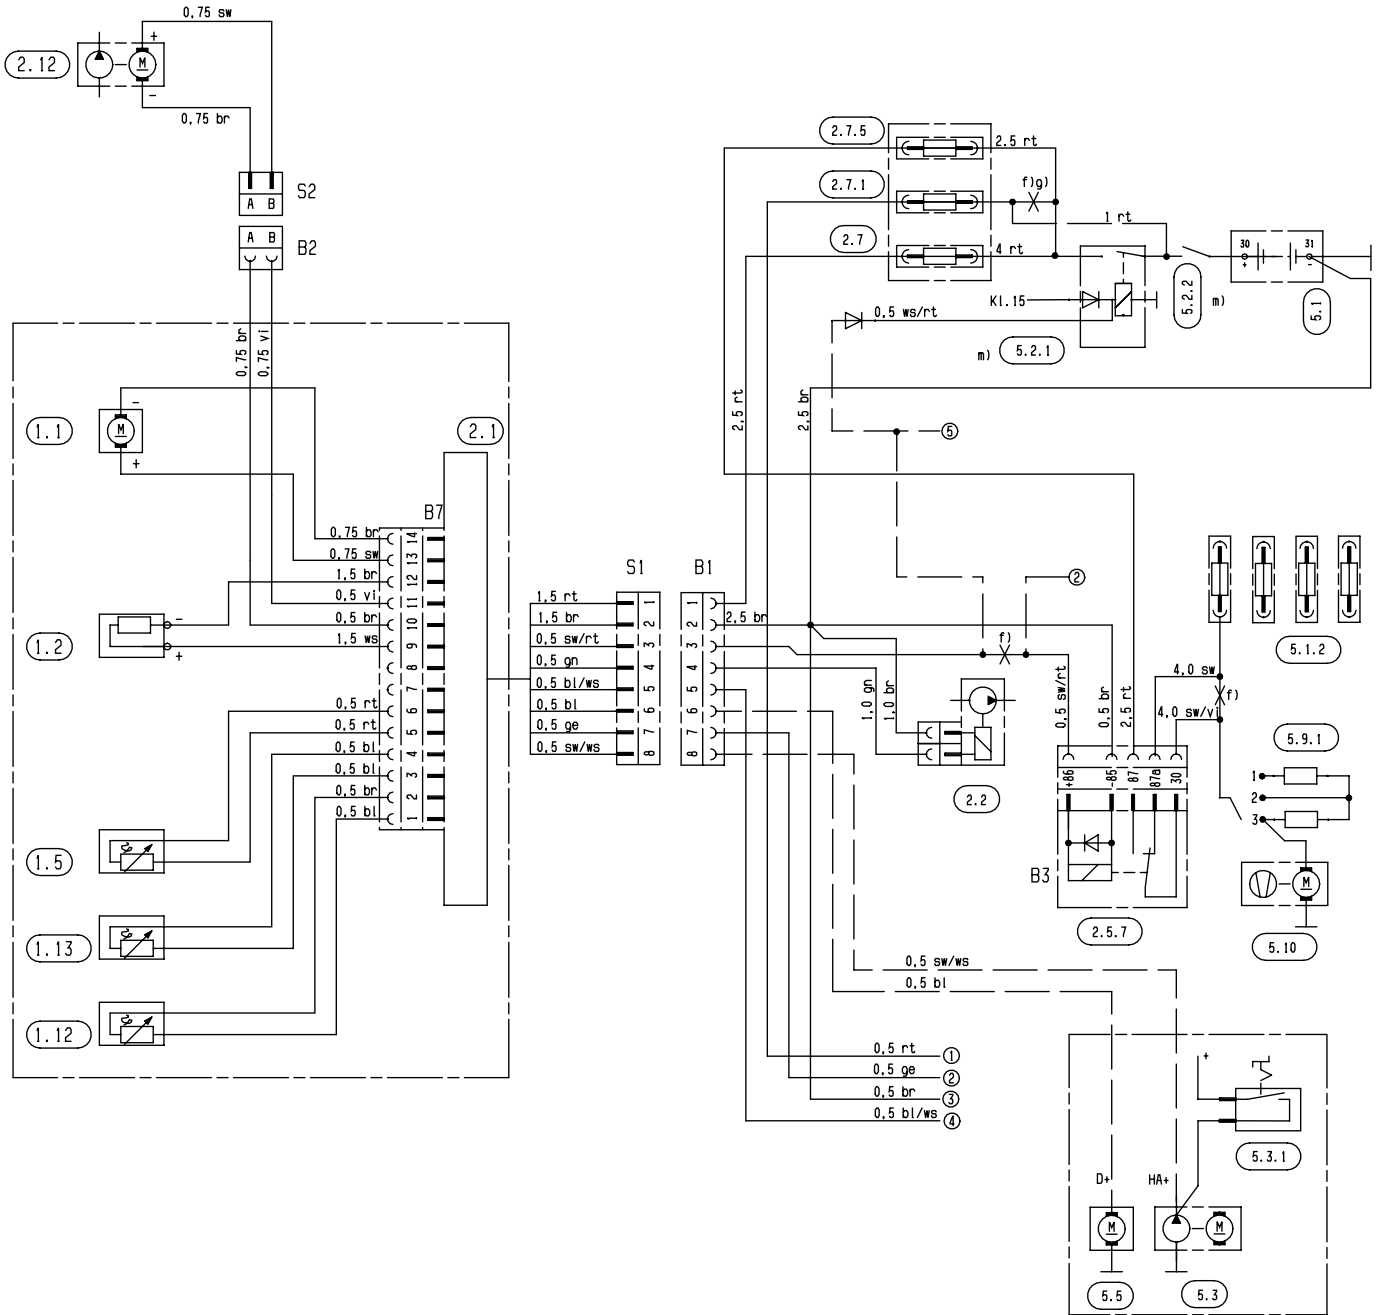 0,75 sw
+
2.12
M
-
0,75 br
A B
S2
A B
B2
0,75 br
0,75 vi
2.7.5
2.5 rt
2.7.1
f)g)
1 rt
2.7
4 rt
30
+
31
-
5.2.2
m)
5.1
Kl.15
0,5 ws/rt
m)
5.2.1
2,5 rt
2,5 br
5
-
1.1
M
+
2.1
B7
0,75 br
14
0,75 sw
13
1,5 br
12
0,5 vi
11
0,5 br
10
1,5 ws
9
8
7
0,5 rt
6
0,5 rt
5
0,5 bl
4
0,5 bl
3
0,5 br
2
0,5 bl
1
1.2
-
+
1.5
1.13
1.12
S1
B1
1,5 rt
1
1
1,5 br
2
2
2,5 br
0,5 sw/rt
3
3
0,5 gn
4
4
0,5 bl/ws
5
5
0,5 bl
6
6
0,5 ge
7
7
0,5 sw/ws
8
8
2
f)
1,0 gn
1,0 br
2.2
0,5 sw/rt
0,5 br
2,5 rt
4,0 sw
f)
4,0 sw/vi
5.1.2
5.9.1
1
2
3
+86
-85
87
87a
30
B3
2.5.7
M
5.10
0,5 sw/ws
0,5 bl
0,5 rt
1
0,5 ge
2
0,5 br
3
0,5 bl/ws
4
+
5.3.1
D+
HA+
M
M
5.5
5.3